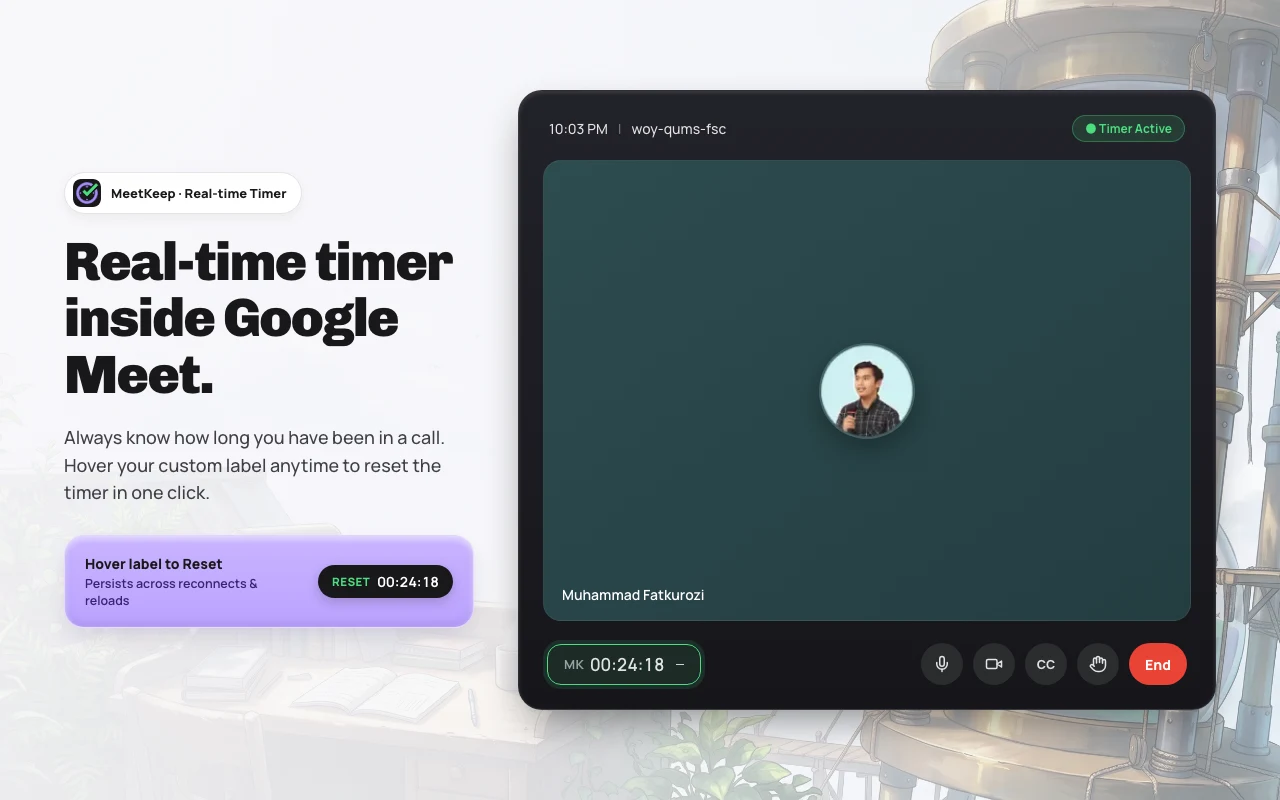 MeetKeep · Real-time Timer
Real-time timer
inside Google
Meet.
Always know how long you have been in a call.
Hover your custom label anytime to reset the
timer in one click.
Hover label to Reset
Persists across reconnects &
reloads
RESET 00:24:18
10:03 PM | woy-qums-fsc
Timer Active
Muhammad Fatkurozi
MK 00:24:18 –
CC
End